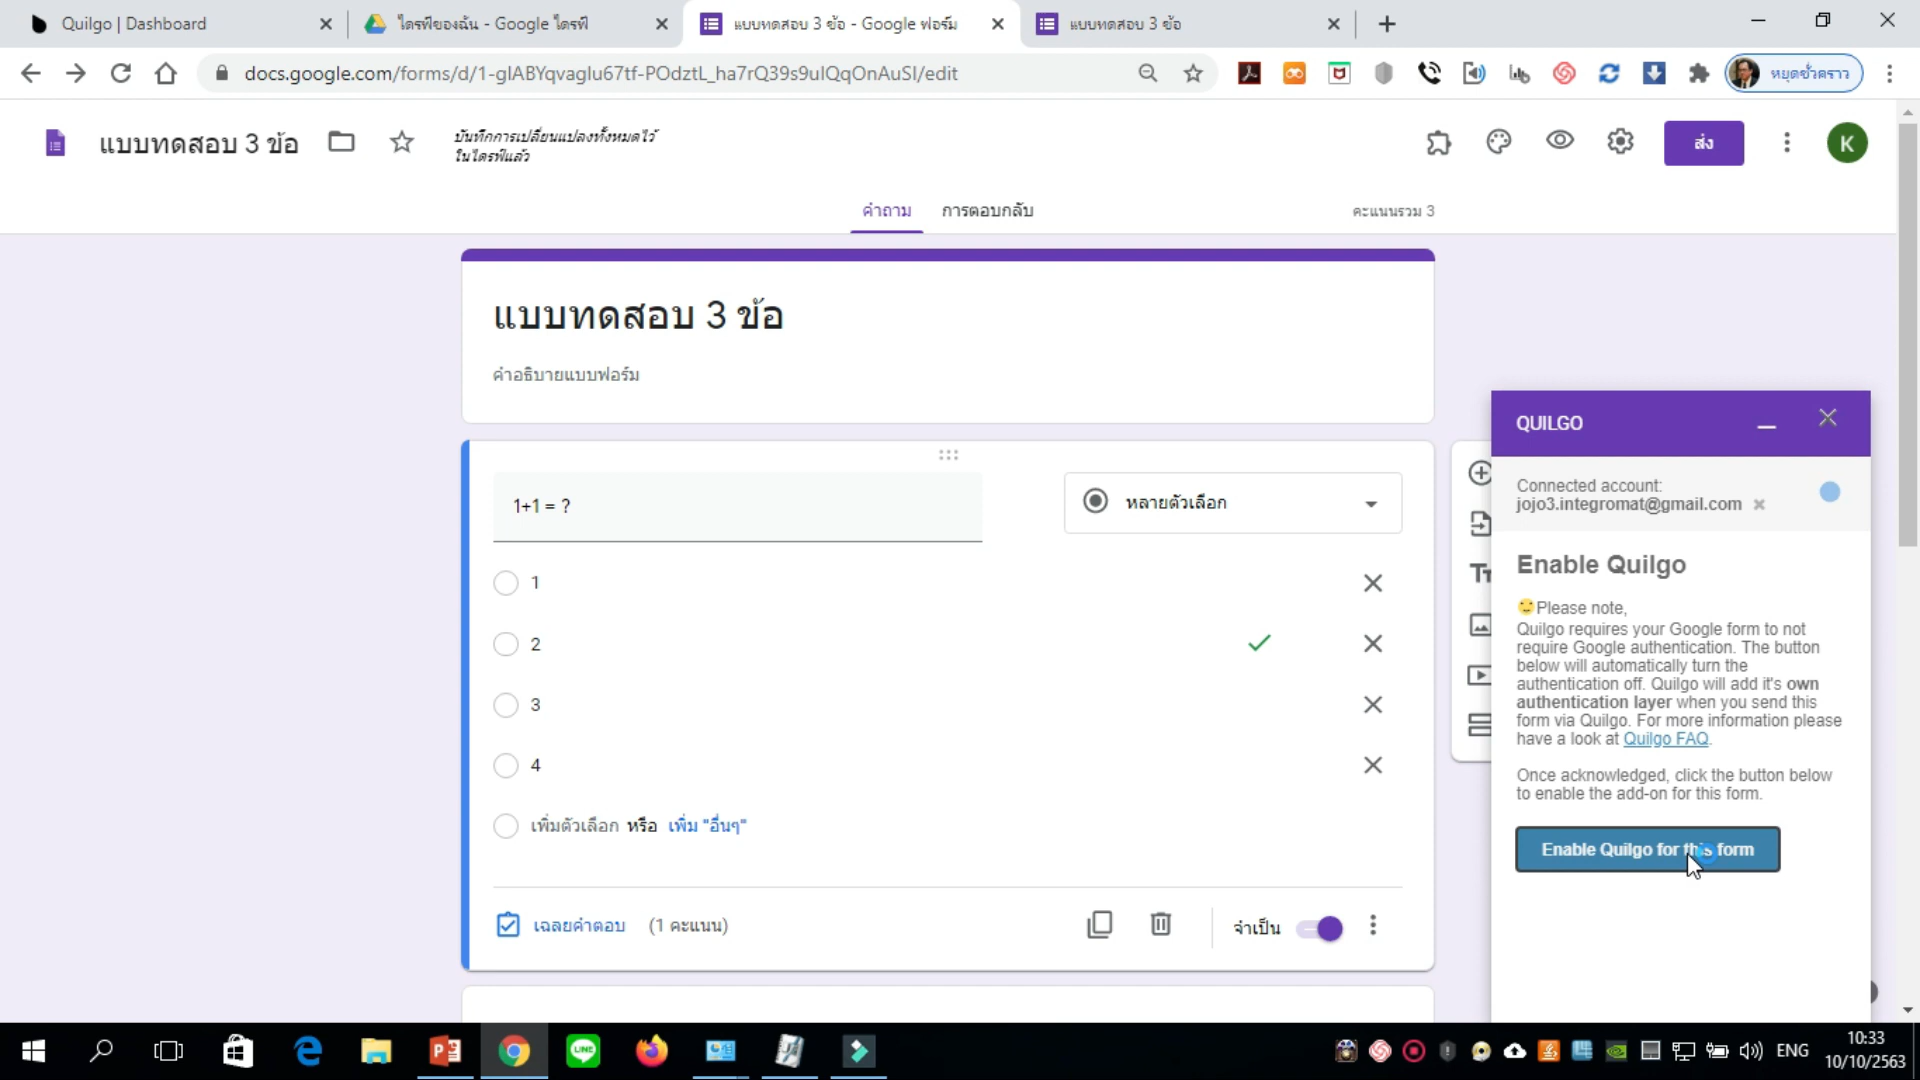 Quilgo | Dashboard
ไดรฟ์ของฉัน - Google ไดรฟ์
แบบทดสอบ 3 ข้อ - Google ฟอร์ม
แบบทดสอบ 3 ข้อ
docs.google.com/forms/d/1-glABYqvaglu67tf-POdztL_ha7rQ39s9uIQqOnAuSI/edit
หยุดชั่วคราว
แบบทดสอบ 3 ข้อ
บันทึกการเปลี่ยนแปลงทั้งหมดไว้
ในไดรฟ์แล้ว
ส่ง
K
คำถาม
การตอบกลับ
คะแนนรวม 3
แบบทดสอบ 3 ข้อ
คำอธิบายแบบฟอร์ม
1+1 = ?
หลายตัวเลือก
1
2
3
4
เพิ่มตัวเลือก หรือ เพิ่ม "อื่นๆ"
เฉลยคำตอบ (1 คะแนน)
จำเป็น
Tт
QUILGO
Connected account:
jojo3.integromat@gmail.com
Enable Quilgo
Please note,
Quilgo requires your Google form to not
require Google authentication. The button
below will automatically turn the
authentication off. Quilgo will add it's own
authentication layer when you send this
form via Quilgo. For more information please
have a look at Quilgo FAQ.
Once acknowledged, click the button below
to enable the add-on for this form.
Enable Quilgo for this form
LINE
ENG
10:33
10/10/2563